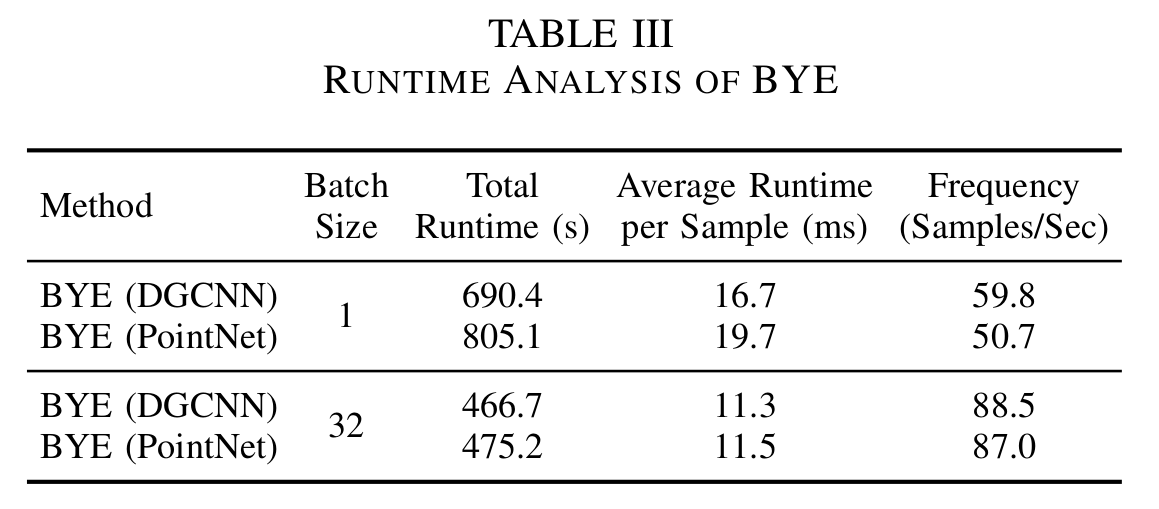 TABLE III
RUNTIME ANALYSIS OF BYE
Method Batch Size Total Runtime (s) Average Runtime per Sample (ms) Frequency (Samples/Sec)
BYE (DGCNN) 1 690.4 16.7 59.8
BYE (PointNet) 805.1 19.7 50.7
BYE (DGCNN) 32 466.7 11.3 88.5
BYE (PointNet) 475.2 11.5 87.0